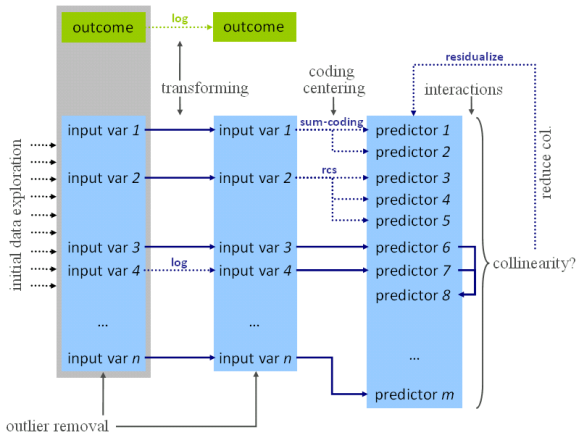 outcome
log
outcome
residualize
transforming
coding
centering
interactions
input var 1
input var 1
sum-coding
predictor 1
predictor 2
input var 2
input var 2
rcs
predictor 3
predictor 4
predictor 5
input var 3
input var 3
predictor 6
input var 4
log
input var 4
predictor 7
predictor 8
...
...
...
input var n
input var n
predictor m
initial data exploration
reduce col.
collinearity?
outlier removal